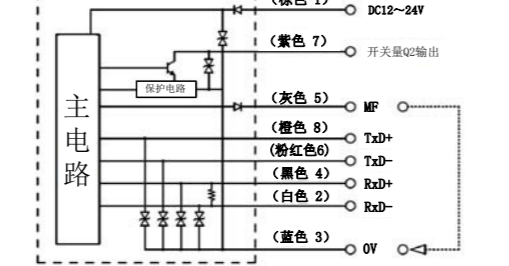 (棕色 1) DC12～24V
(紫色 7) 开关量Q2输出
保护电路
(灰色 5) MF
主电路
(橙色 8) TxD+
(粉红色6) TxD-
(黑色 4) RxD+
(白色 2) RxD-
(蓝色 3) 0V